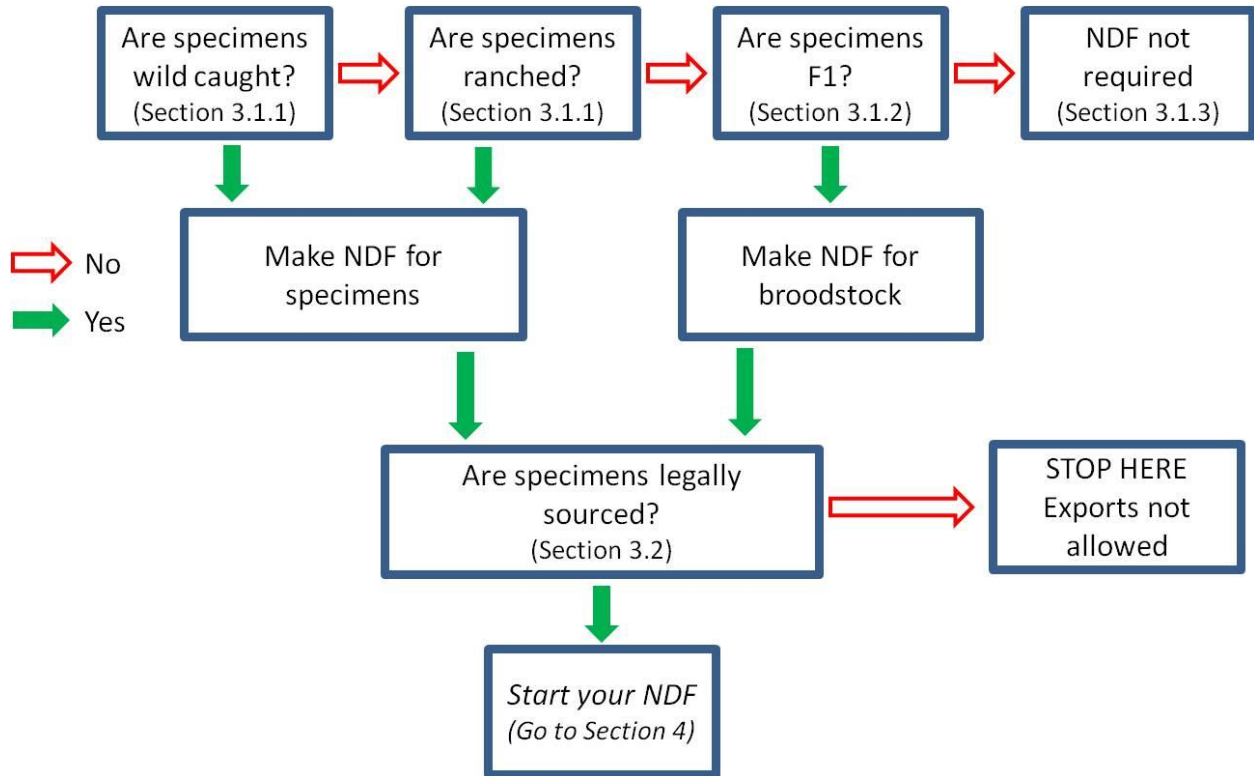 Are specimens
wild caught?
(Section 3.1.1)
Are specimens
ranched?
(Section 3.1.1)
Are specimens
F1?
(Section 3.1.2)
NDF not
required
(Section 3.1.3)
No
Yes
Make NDF for
specimens
Make NDF for
broodstock
Are specimens legally
sourced?
(Section 3.2)
STOP HERE
Exports not
allowed
Start your NDF
(Go to Section 4)